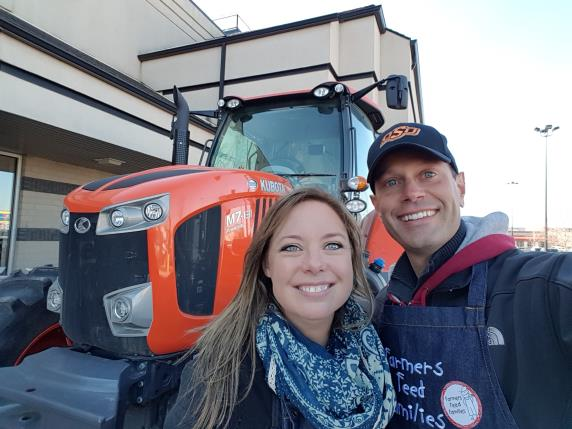 KUBOTA
M7
OSU
Farmers
feed
families
farmers
feed
families